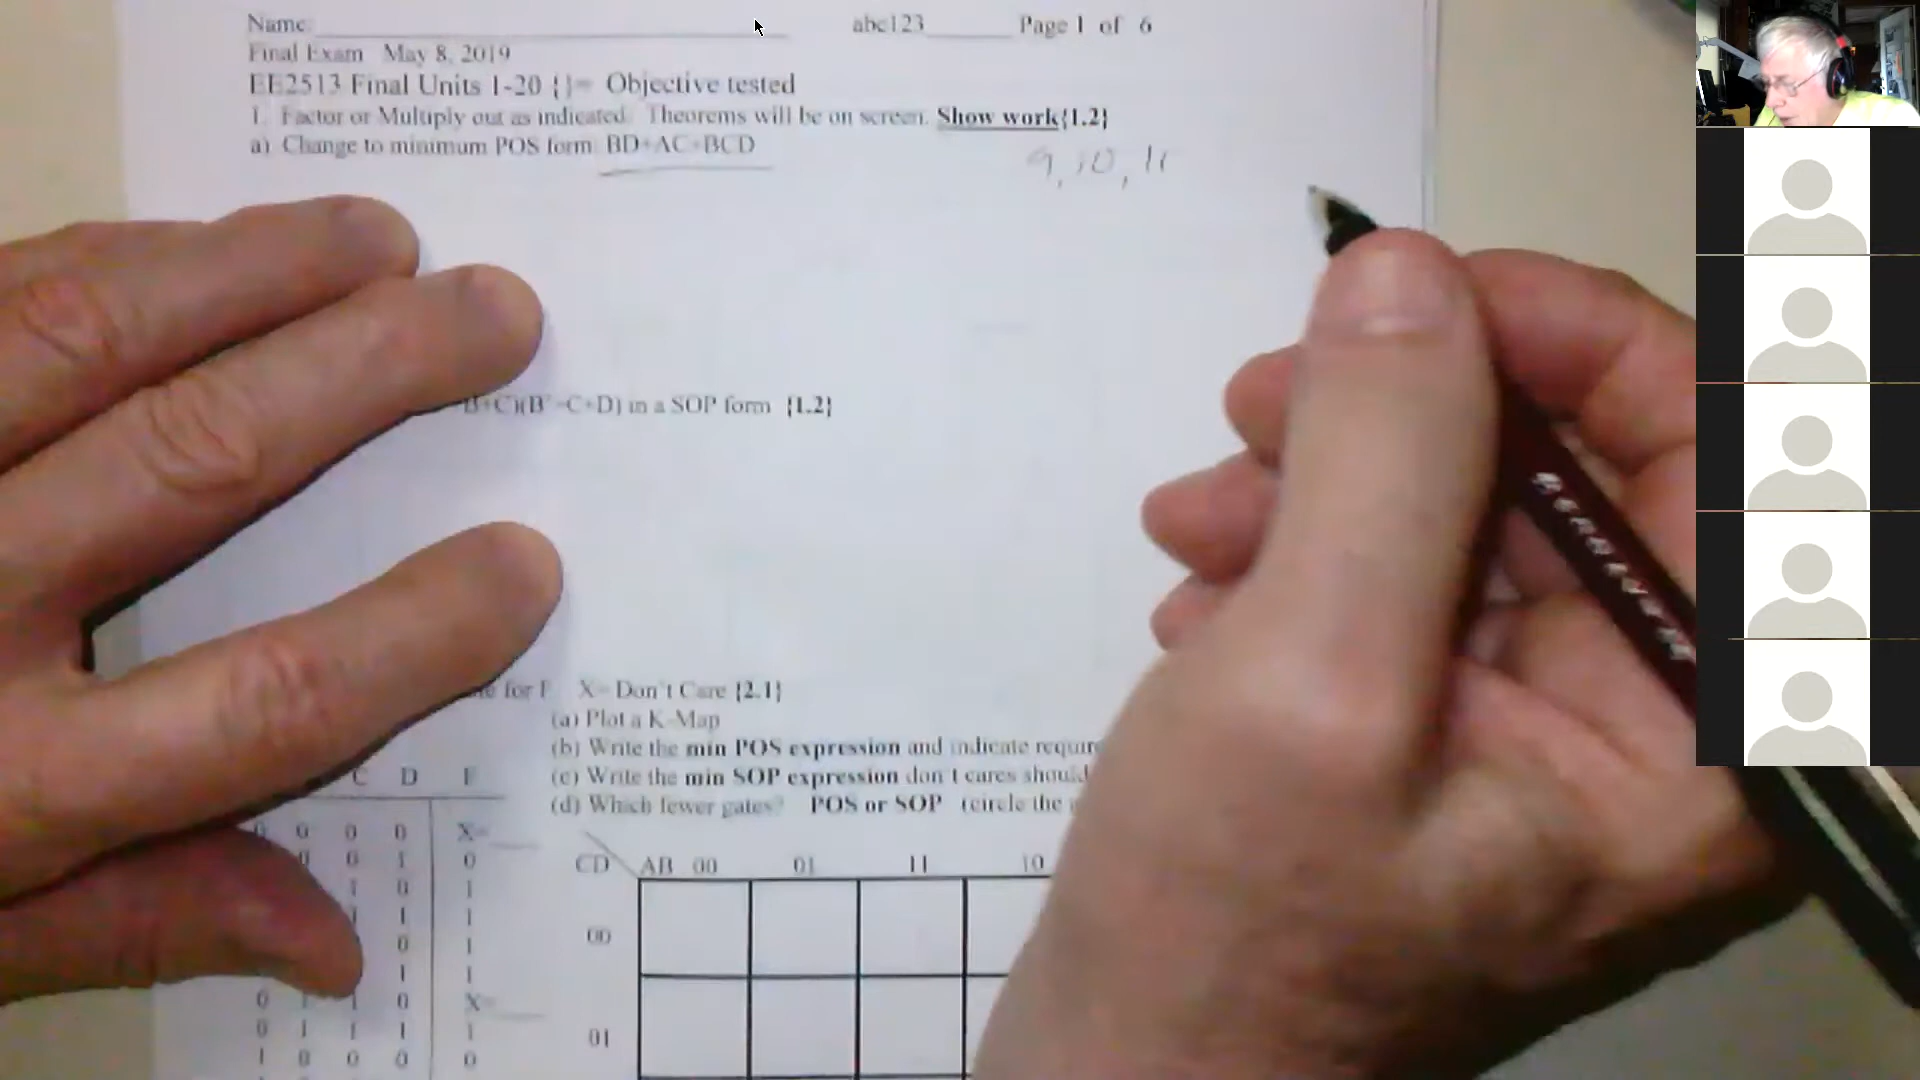 Name: abc123 Page 1 of 6
Final Exam May 8, 2019
EE2513 Final Units 1-20 {}= Objective tested
1. Factor or Multiply out as indicated. Theorems will be on screen. Show work{1.2}
a) Change to minimum POS form: BD+AC+BCD
9, 10, 11
B+C)(B'+C+D) in a SOP form {1.2}
for F X= Don't Care {2.1}
(a) Plot a K-Map
(b) Write the min POS expression and indicate
(c) Write the min SOP expression don't cares
(d) Which fewer gates? POS or SOP (circle the
C D F
0 0 0 0 X=
0 0 1 0
1 0 1
1 1 1
0 1
1 1
0 1 1 0 X=
0 1 1 1 1
1 0 0 0 0
CD AB 00 01 11 10
00
01